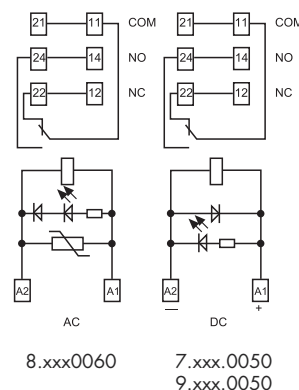 21 11 COM 21 11 COM
24 14 NO 24 14 NO
22 12 NC 22 12 NC
A2 A1 A2 A1
— +
AC DC
8.xxx0060 7.xxx.0050
9.xxx.0050